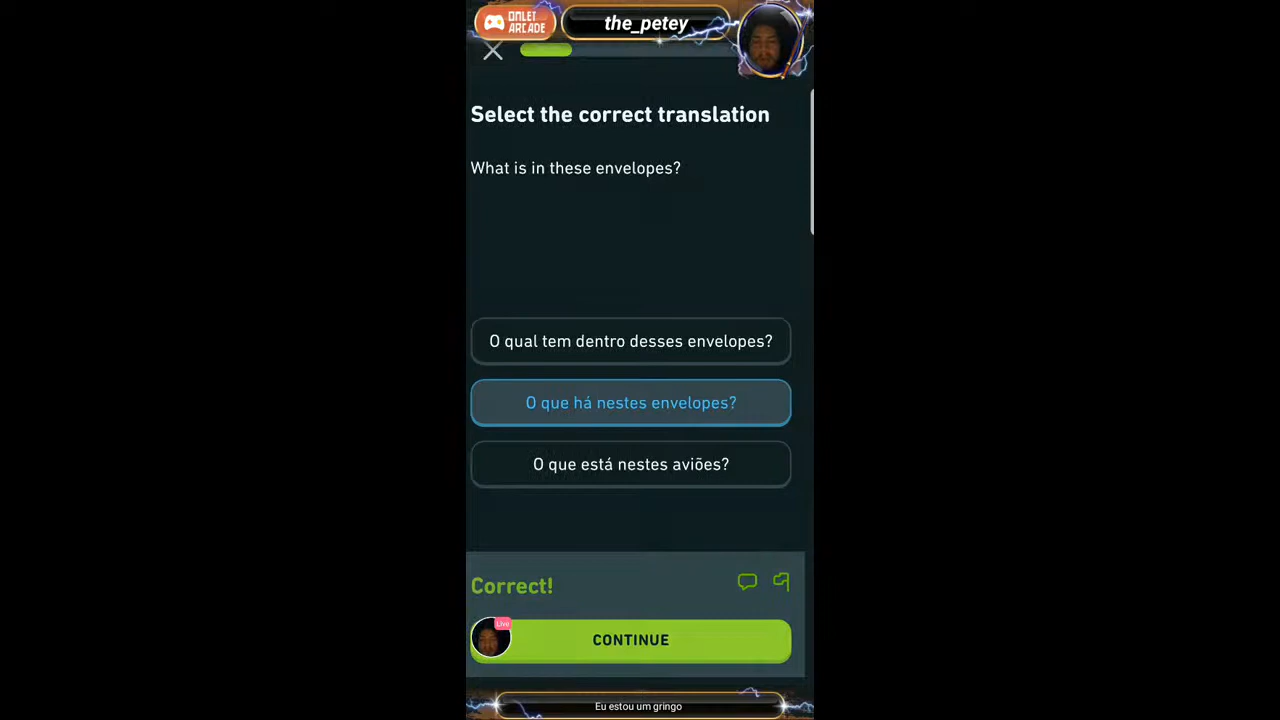 OMLET
ARCADE
the_petey
Select the correct translation
What is in these envelopes?
O qual tem dentro desses envelopes?
O que há nestes envelopes?
O que está nestes aviões?
Correct!
Live
CONTINUE
Eu estou um gringo